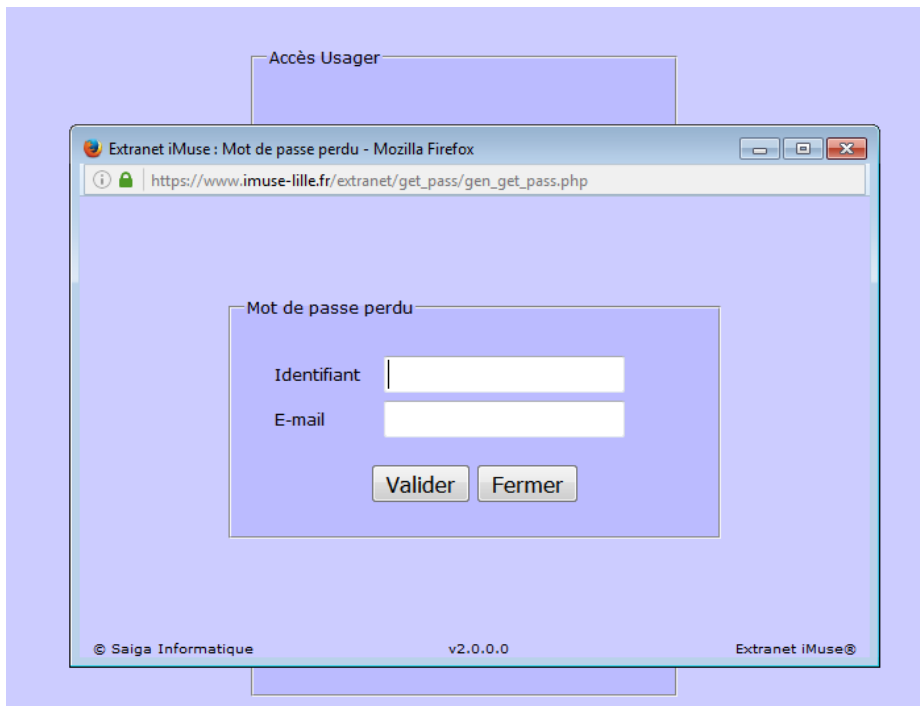 Accès Usager
Extranet iMuse : Mot de passe perdu - Mozilla Firefox
https://www.imuse-lille.fr/extranet/get_pass/gen_get_pass.php
Mot de passe perdu
Identifiant
E-mail
Valider Fermer
© Saiga Informatique v2.0.0.0 Extranet iMuse®